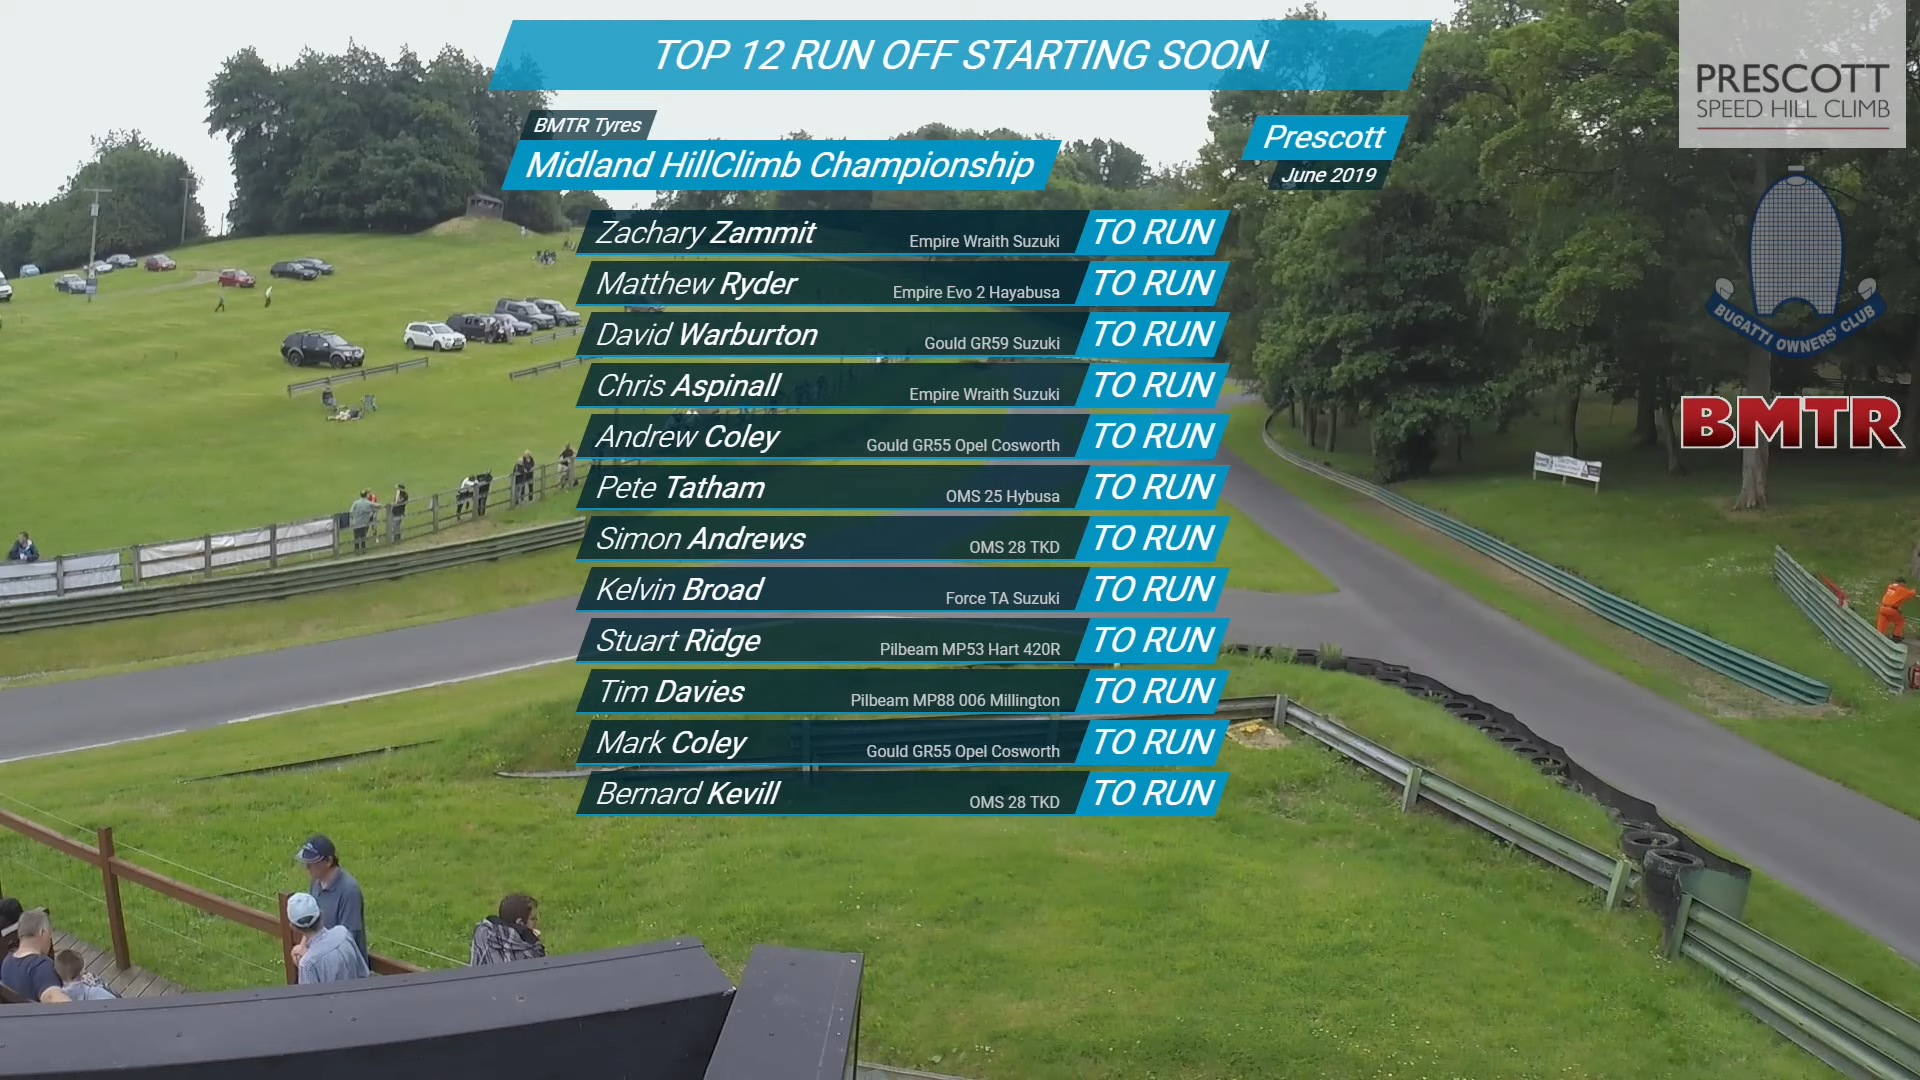 TOP 12 RUN OFF STARTING SOON
PRESCOTT
SPEED HILL CLIMB
BMTR Tyres
Midland HillClimb Championship
Prescott
June 2019
Zachary Zammit Empire Wraith Suzuki TO RUN
Matthew Ryder Empire Evo 2 Hayabusa TO RUN
David Warburton Gould GR59 Suzuki TO RUN
Chris Aspinall Empire Wraith Suzuki TO RUN
Andrew Coley Gould GR55 Opel Cosworth TO RUN
Pete Tatham OMS 25 Hybusa TO RUN
Simon Andrews OMS 28 TKD TO RUN
Kelvin Broad Force TA Suzuki TO RUN
Stuart Ridge Pilbeam MP53 Hart 420R TO RUN
Tim Davies Pilbeam MP88 006 Millington TO RUN
Mark Coley Gould GR55 Opel Cosworth TO RUN
Bernard Kevill OMS 28 TKD TO RUN
BUGATTI OWNERS' CLUB
BMTR